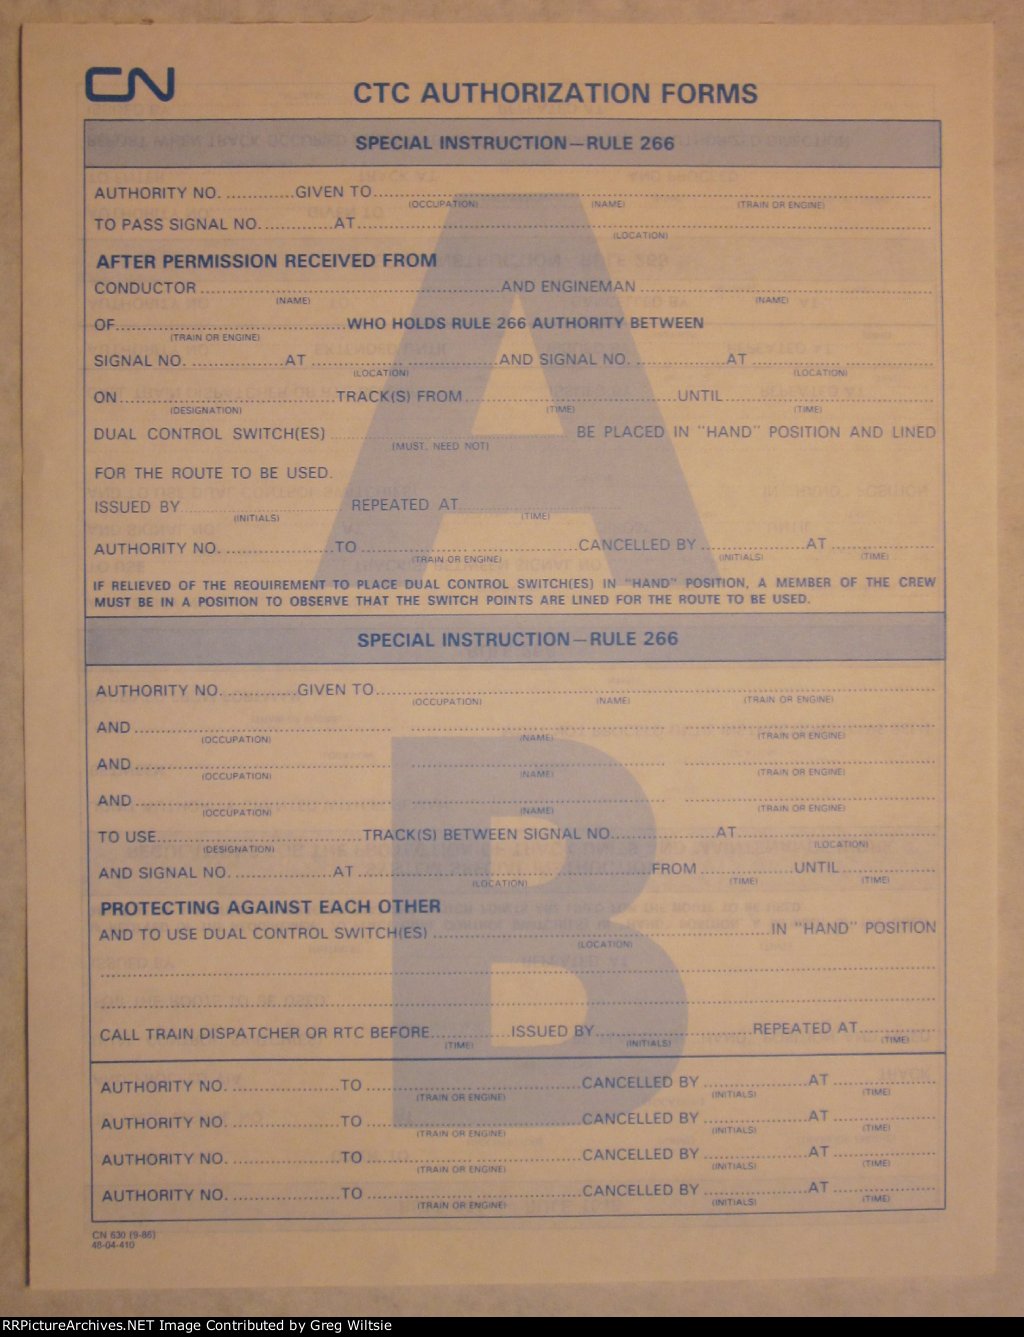 CN
CTC AUTHORIZATION FORMS
SPECIAL INSTRUCTION—RULE 266
AUTHORITY NO. ............GIVEN TO..............................
(OCCUPATION) (NAME) (TRAIN OR ENGINE)
TO PASS SIGNAL NO. ............AT..............................
(LOCATION)
AFTER PERMISSION RECEIVED FROM
CONDUCTOR ..............................AND ENGINEMAN ..............................
(NAME) (NAME)
OF..............................WHO HOLDS RULE 266 AUTHORITY BETWEEN
(TRAIN OR ENGINE)
SIGNAL NO. ............AT ..............................AND SIGNAL NO. ............AT ..............................
(LOCATION) (LOCATION)
ON..............................TRACK(S) FROM..............................UNTIL..............................
(DESIGNATION) (TIME) (TIME)
DUAL CONTROL SWITCH(ES) .............................. BE PLACED IN "HAND" POSITION AND LINED
(MUST, NEED NOT)
FOR THE ROUTE TO BE USED.
ISSUED BY .............................. REPEATED AT..............................
(INITIALS) (TIME)
AUTHORITY NO. ..................TO ..............................CANCELLED BY ..................AT ..................
(TRAIN OR ENGINE) (INITIALS) (TIME)
IF RELIEVED OF THE REQUIREMENT TO PLACE DUAL CONTROL SWITCH(ES) IN "HAND" POSITION, A MEMBER OF THE CREW
MUST BE IN A POSITION TO OBSERVE THAT THE SWITCH POINTS ARE LINED FOR THE ROUTE TO BE USED.
A
SPECIAL INSTRUCTION—RULE 266
AUTHORITY NO. ............GIVEN TO..............................
(OCCUPATION) (NAME) (TRAIN OR ENGINE)
AND .............................. .............................. ..............................
(OCCUPATION) (NAME) (TRAIN OR ENGINE)
AND .............................. .............................. ..............................
(OCCUPATION) (NAME) (TRAIN OR ENGINE)
AND .............................. .............................. ..............................
(OCCUPATION) (NAME) (TRAIN OR ENGINE)
TO USE..............................TRACK(S) BETWEEN SIGNAL NO..................AT..............................
(DESIGNATION) (LOCATION)
AND SIGNAL NO. ..................AT ..............................FROM ..................UNTIL..................
(LOCATION) (TIME) (TIME)
PROTECTING AGAINST EACH OTHER
AND TO USE DUAL CONTROL SWITCH(ES) ..............................IN "HAND" POSITION
(LOCATION)
CALL TRAIN DISPATCHER OR RTC BEFORE..................ISSUED BY..............................REPEATED AT..................
(TIME) (INITIALS) (TIME)
AUTHORITY NO. ..................TO ..............................CANCELLED BY ..................AT ..................
(TRAIN OR ENGINE) (INITIALS) (TIME)
AUTHORITY NO. ..................TO ..............................CANCELLED BY ..................AT ..................
(TRAIN OR ENGINE) (INITIALS) (TIME)
AUTHORITY NO. ..................TO ..............................CANCELLED BY ..................AT ..................
(TRAIN OR ENGINE) (INITIALS) (TIME)
AUTHORITY NO. ..................TO ..............................CANCELLED BY ..................AT ..................
(TRAIN OR ENGINE) (INITIALS) (TIME)
B
CN 630 (9-86)
48-04-410
RRPictureArchives.NET Image Contributed by Greg Wiltsie